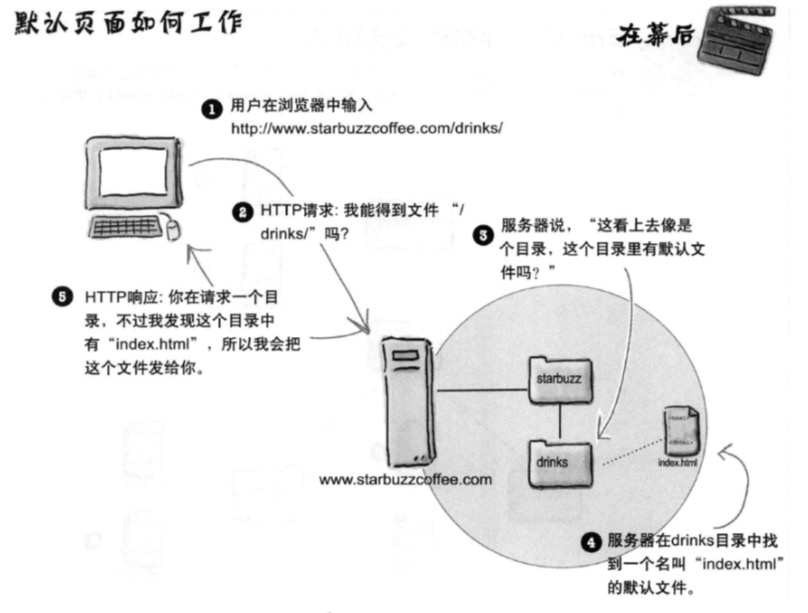 默认页面如何工作
在幕后
1 用户在浏览器中输入
http://www.starbuzzcoffee.com/drinks/
2 HTTP请求: 我能得到文件 “/
drinks/”吗?
3 服务器说，“这看上去像是
个目录，这个目录里有默认文
件吗？”
5 HTTP响应: 你在请求一个目
录，不过我发现这个目录中
有“index.html”，所以我会把
这个文件发给你。
starbuzz
drinks
index.html
www.starbuzzcoffee.com
4 服务器在drinks目录中找
到一个名叫“index.html”
的默认文件。